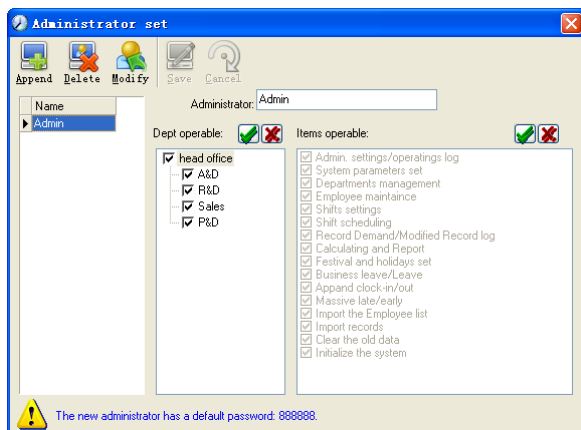 Administrator set
Append Delete Modify Save Cancel
Name
Admin
Administrator: Admin
Dept operable:
head office
A&D
R&D
Sales
P&D
Items operable:
Admin. settings/operatings log
System parameters set
Departments management
Employee maintaince
Shifts settings
Shift scheduling
Record Demand/Modified Record log
Calculating and Report
Festival and holidays set
Business leave/Leave
Appand clock-in/out
Massive late/early
Import the Employee list
Import records
Clear the old data
Initialize the system
The new administrator has a default password: 888888.